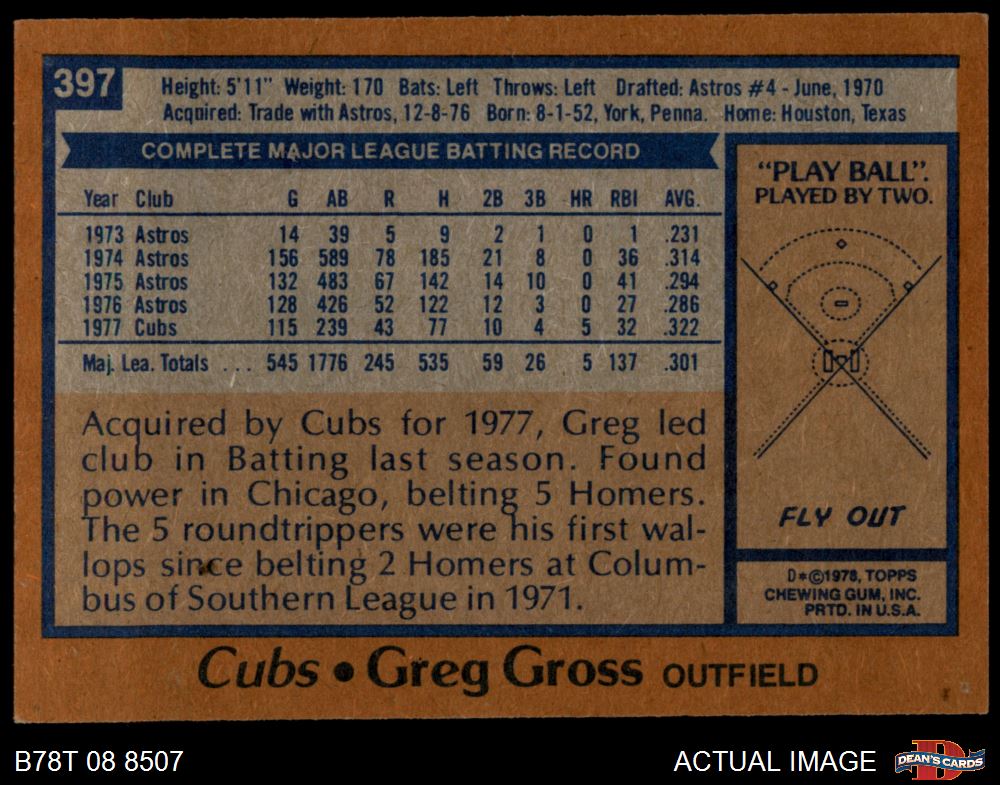 397
Height: 5'11" Weight: 170 Bats: Left Throws: Left Drafted: Astros #4 - June, 1970
Acquired: Trade with Astros, 12-8-76 Born: 8-1-52, York, Penna. Home: Houston, Texas
COMPLETE MAJOR LEAGUE BATTING RECORD
Year Club G AB R H 2B 3B HR RBI AVG.
1973 Astros 14 39 5 9 2 1 0 1 .231
1974 Astros 156 589 78 185 21 8 0 36 .314
1975 Astros 132 483 67 142 14 10 0 41 .294
1976 Astros 128 426 52 122 12 3 0 27 .286
1977 Cubs 115 239 43 77 10 4 5 32 .322
Maj. Lea. Totals . . . 545 1776 245 535 59 26 5 137 .301
Acquired by Cubs for 1977, Greg led
club in Batting last season. Found
power in Chicago, belting 5 Homers.
The 5 roundtrippers were his first wal-
lops since belting 2 Homers at Colum-
bus of Southern League in 1971.
"PLAY BALL".
PLAYED BY TWO.
FLY OUT
D*©1978, TOPPS
CHEWING GUM, INC.
PRTD. IN U.S.A.
Cubs • Greg Gross OUTFIELD
B78T 08 8507
ACTUAL IMAGE
DEAN'S CARDS